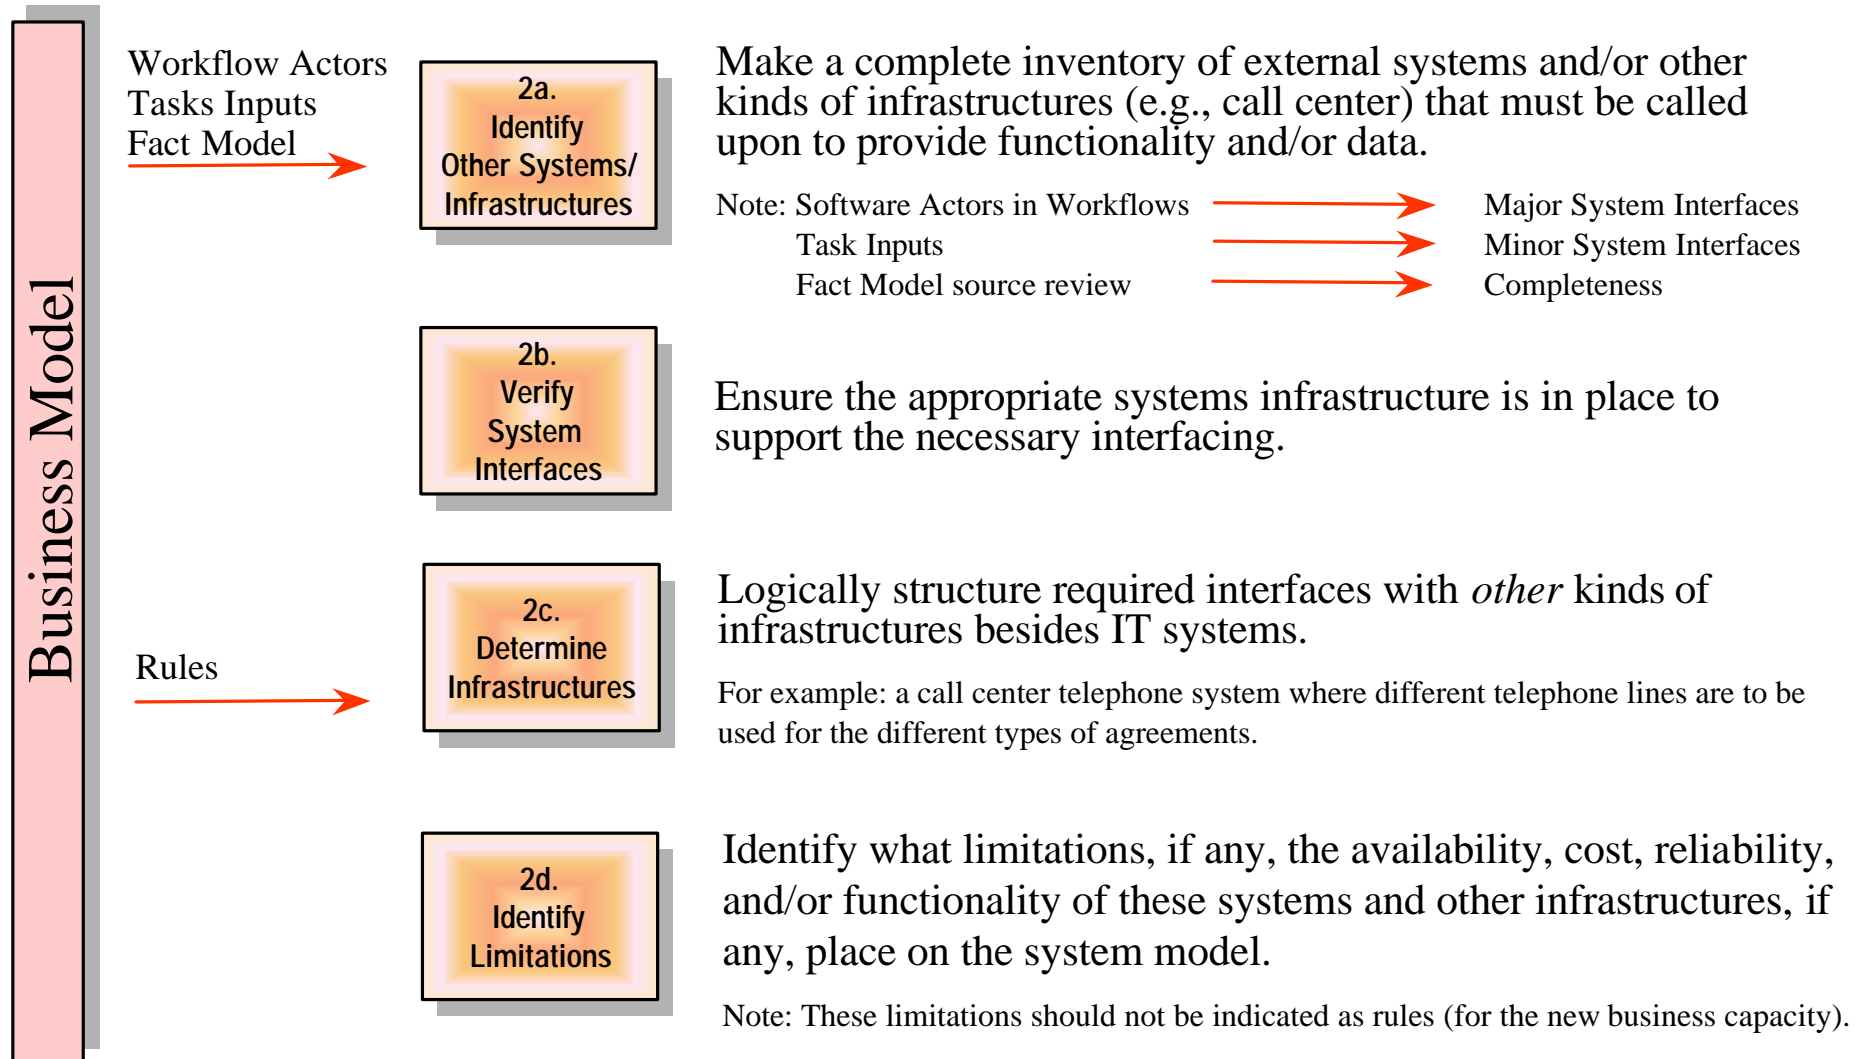 Business Model
Workflow Actors
Tasks Inputs
Fact Model
2a.
Identify
Other Systems/
Infrastructures
Make a complete inventory of external systems and/or other
kinds of infrastructures (e.g., call center) that must be called
upon to provide functionality and/or data.
Note: Software Actors in Workflows Major System Interfaces
Task Inputs Minor System Interfaces
Fact Model source review Completeness
2b.
Verify
System
Interfaces
Ensure the appropriate systems infrastructure is in place to
support the necessary interfacing.
Rules
2c.
Determine
Infrastructures
Logically structure required interfaces with other kinds of
infrastructures besides IT systems.
For example: a call center telephone system where different telephone lines are to be
used for the different types of agreements.
2d.
Identify
Limitations
Identify what limitations, if any, the availability, cost, reliability,
and/or functionality of these systems and other infrastructures, if
any, place on the system model.
Note: These limitations should not be indicated as rules (for the new business capacity).